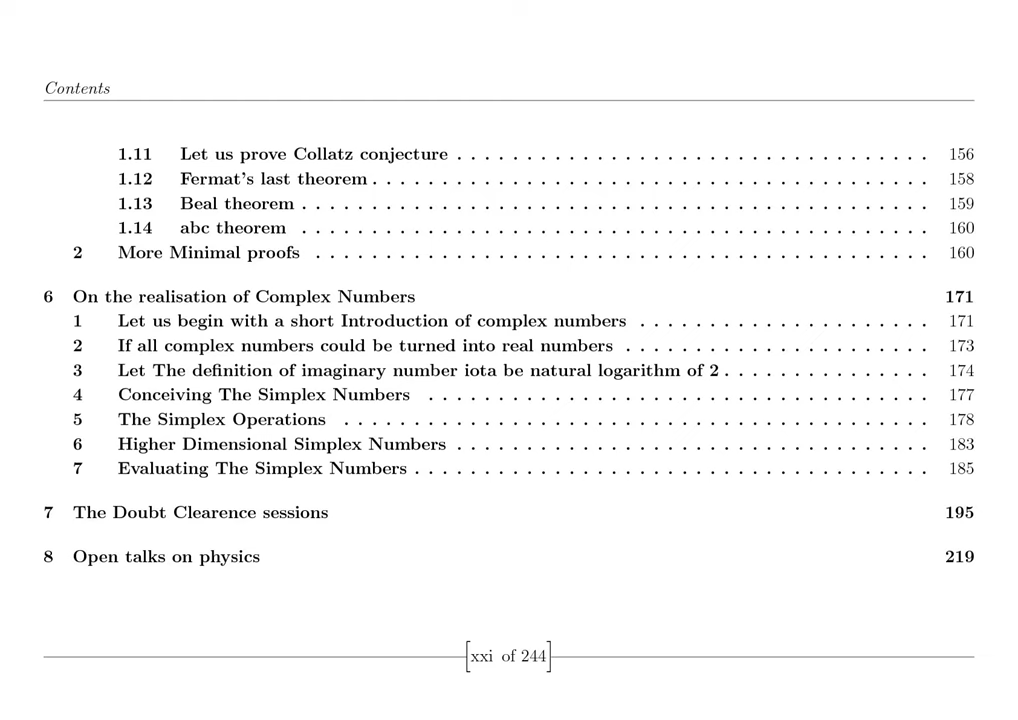 Contents
1.11 Let us prove Collatz conjecture . . . . . . . . . . . . . . . . . . . . . . . . . . . . . . . . . . 156
1.12 Fermat's last theorem . . . . . . . . . . . . . . . . . . . . . . . . . . . . . . . . . . . . . . . . 158
1.13 Beal theorem . . . . . . . . . . . . . . . . . . . . . . . . . . . . . . . . . . . . . . . . . . . . . 159
1.14 abc theorem . . . . . . . . . . . . . . . . . . . . . . . . . . . . . . . . . . . . . . . . . . . . . 160
2 More Minimal proofs . . . . . . . . . . . . . . . . . . . . . . . . . . . . . . . . . . . . . . . . . . . . 160
6 On the realisation of Complex Numbers 171
1 Let us begin with a short Introduction of complex numbers . . . . . . . . . . . . . . . . . . . . . 171
2 If all complex numbers could be turned into real numbers . . . . . . . . . . . . . . . . . . . . . . 173
3 Let The definition of imaginary number iota be natural logarithm of 2 . . . . . . . . . . . . . . . 174
4 Conceiving The Simplex Numbers . . . . . . . . . . . . . . . . . . . . . . . . . . . . . . . . . . . . 177
5 The Simplex Operations . . . . . . . . . . . . . . . . . . . . . . . . . . . . . . . . . . . . . . . . . . 178
6 Higher Dimensional Simplex Numbers . . . . . . . . . . . . . . . . . . . . . . . . . . . . . . . . . . 183
7 Evaluating The Simplex Numbers . . . . . . . . . . . . . . . . . . . . . . . . . . . . . . . . . . . . . 185
7 The Doubt Clearence sessions 195
8 Open talks on physics 219
[xxi of 244]